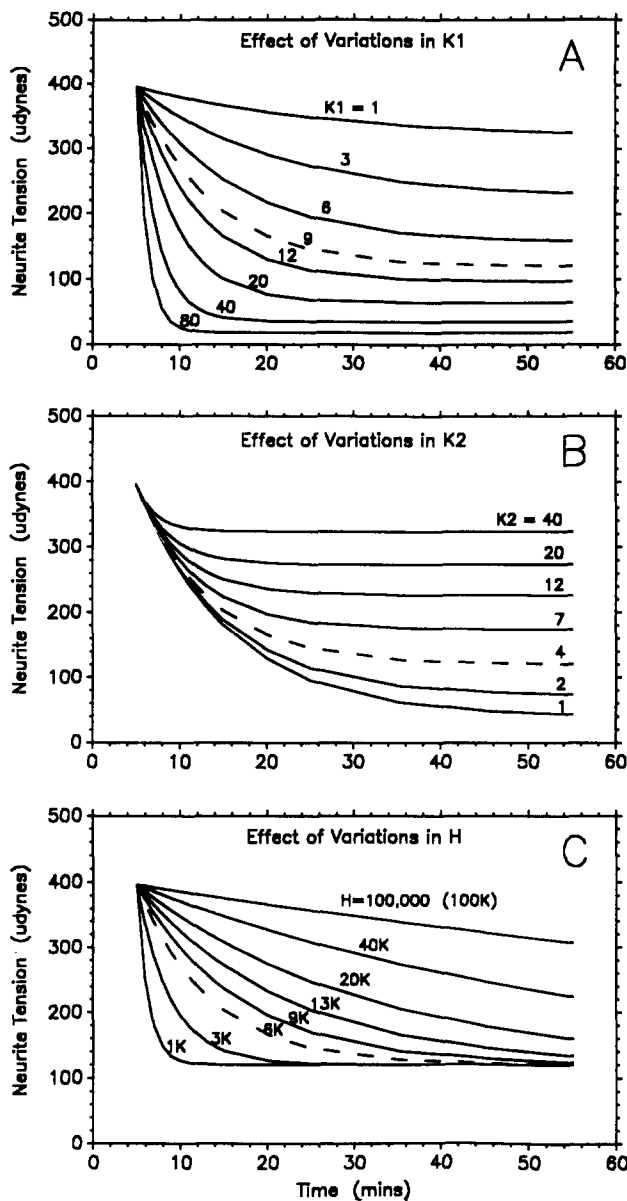 Effect of Variations in K1
A
Neurite Tension (udynes)
500
400
300
200
100
0
K1 = 1
3
6
9
12
20
40
80
0 10 20 30 40 50 60
Effect of Variations in K2
B
Neurite Tension (udynes)
500
400
300
200
100
0
K2 = 40
20
12
7
4
2
1
0 10 20 30 40 50 60
Effect of Variations in H
C
Neurite Tension (udynes)
500
400
300
200
100
0
H=100,000 (100K)
40K
20K
13K
9K
6K
3K
1K
0 10 20 30 40 50 60
Time (mins)